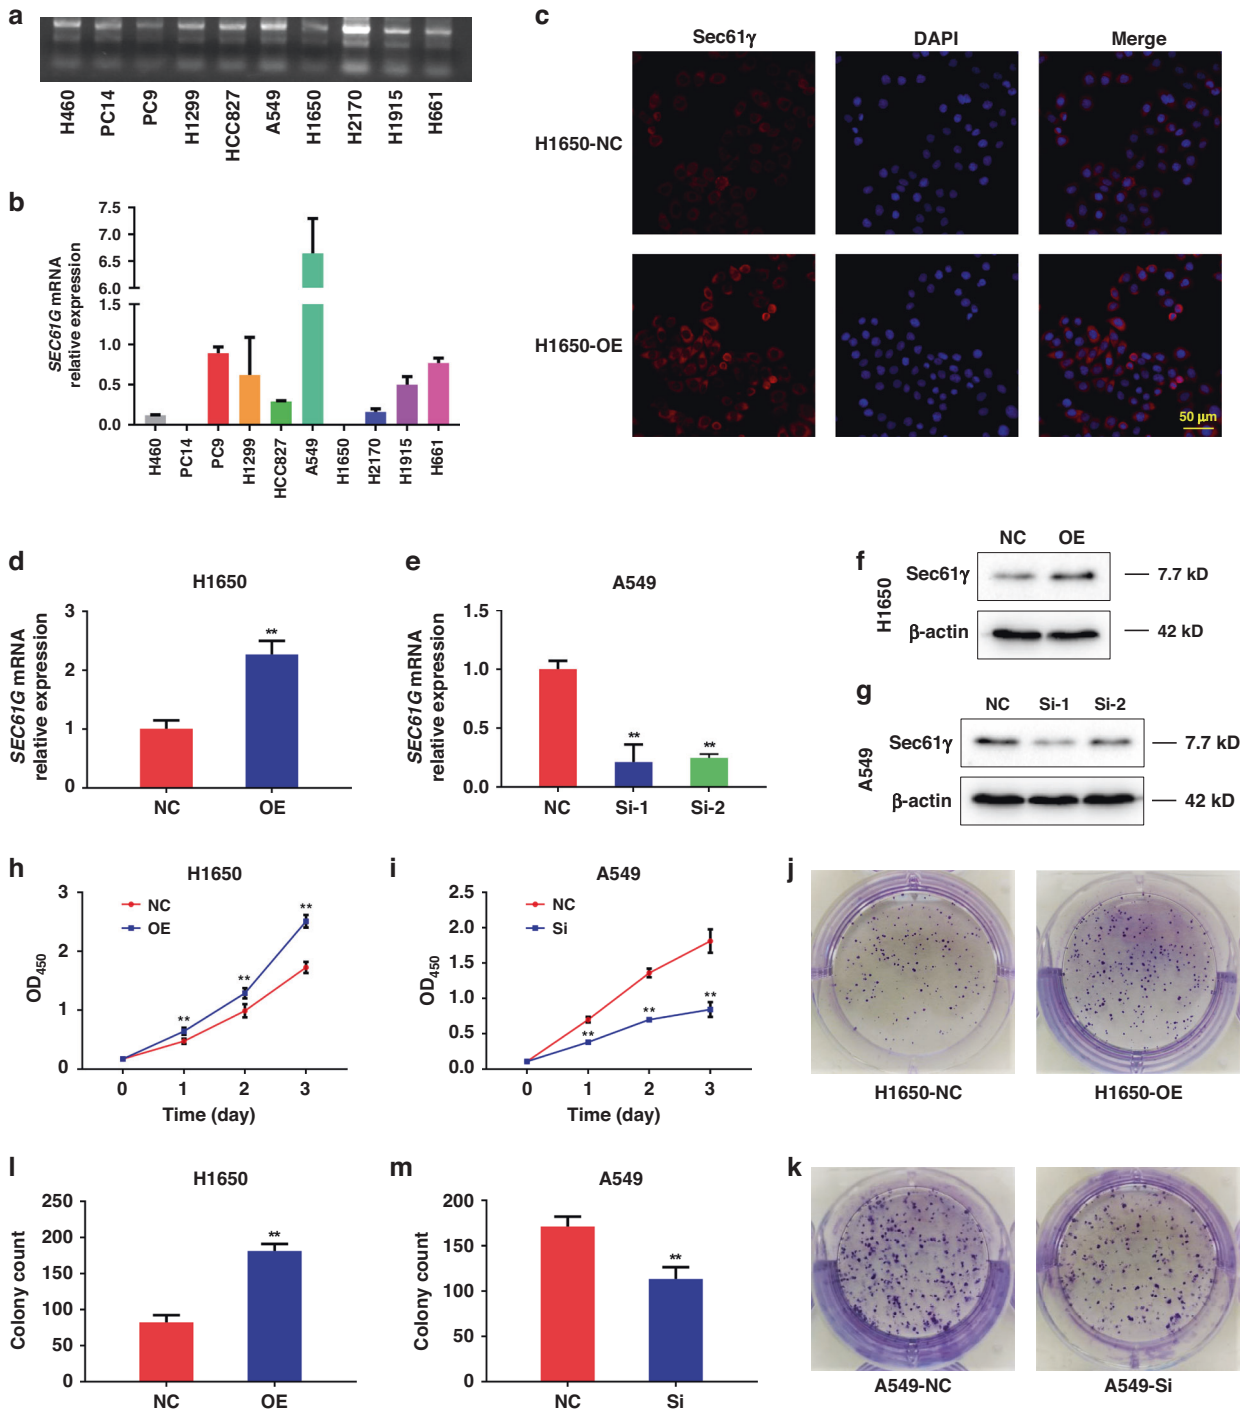 a
H460
PC14
PC9
H1299
HCC827
A549
H1650
H2170
H1915
H661
b
SEC61G mRNA
relative expression
7.5
7.0
6.5
6.0
1.5
1.0
0.5
0.0
H460
PC14
PC9
H1299
HCC827
A549
H1650
H2170
H1915
H661
c
Sec61γ
DAPI
Merge
H1650-NC
H1650-OE
50 µm
d
H1650
SEC61G mRNA
relative expression
3
2
1
0
**
NC
OE
e
A549
SEC61G mRNA
relative expression
1.5
1.0
0.5
0.0
**
**
NC
Si-1
Si-2
f
H1650
NC
OE
Sec61γ
7.7 kD
β-actin
42 kD
g
A549
NC
Si-1
Si-2
Sec61γ
7.7 kD
β-actin
42 kD
h
H1650
OD450
3
2
1
0
NC
OE
**
**
**
0
1
2
3
Time (day)
i
A549
OD450
2.5
2.0
1.5
1.0
0.5
0.0
NC
Si
**
**
**
0
1
2
3
Time (day)
j
H1650-NC
H1650-OE
l
H1650
Colony count
250
200
150
100
50
0
**
NC
OE
m
A549
Colony count
200
150
100
50
0
**
NC
Si
k
A549-NC
A549-Si